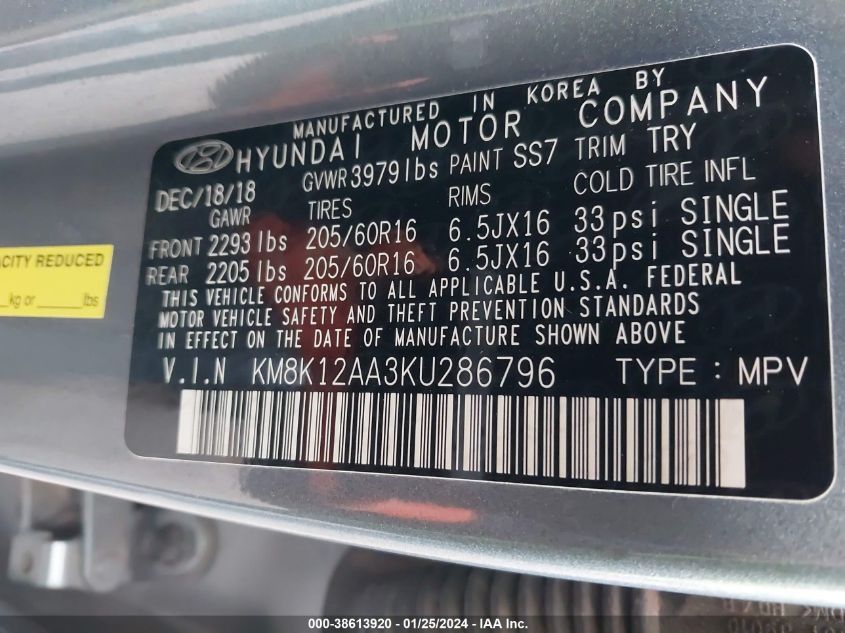 MANUFACTURED IN KOREA BY
HYUNDAI MOTOR COMPANY
DEC/18/18 GVWR 3979 lbs PAINT SS7 TRIM TRY
GAWR TIRES RIMS COLD TIRE INFL
FRONT 2293 lbs 205/60R16 6.5JX16 33psi SINGLE
REAR 2205 lbs 205/60R16 6.5JX16 33psi SINGLE
THIS VEHICLE CONFORMS TO ALL APPLICABLE U.S.A. FEDERAL
MOTOR VEHICLE SAFETY AND THEFT PREVENTION STANDARDS
IN EFFECT ON THE DATE OF MANUFACTURE SHOWN ABOVE
V.I.N KM8K12AA3KU286796 TYPE : MPV
ACITY REDUCED
kg or ______lbs
000-38613920 - 01/25/2024 - IAA Inc.